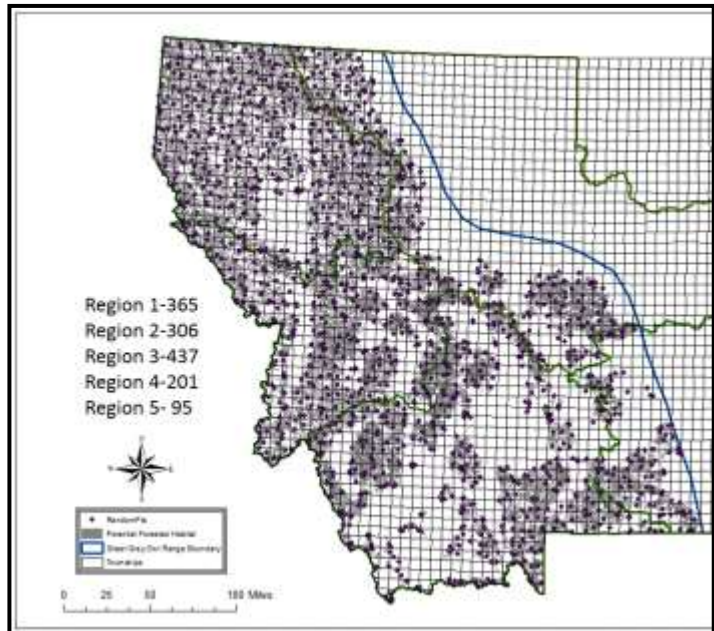 Region 1-365
Region 2-306
Region 3-437
Region 4-201
Region 5- 95
RandomPts
Potential Forested Habitat
Great Gray Owl Range Boundary
Townships
0 25 50 100 Miles